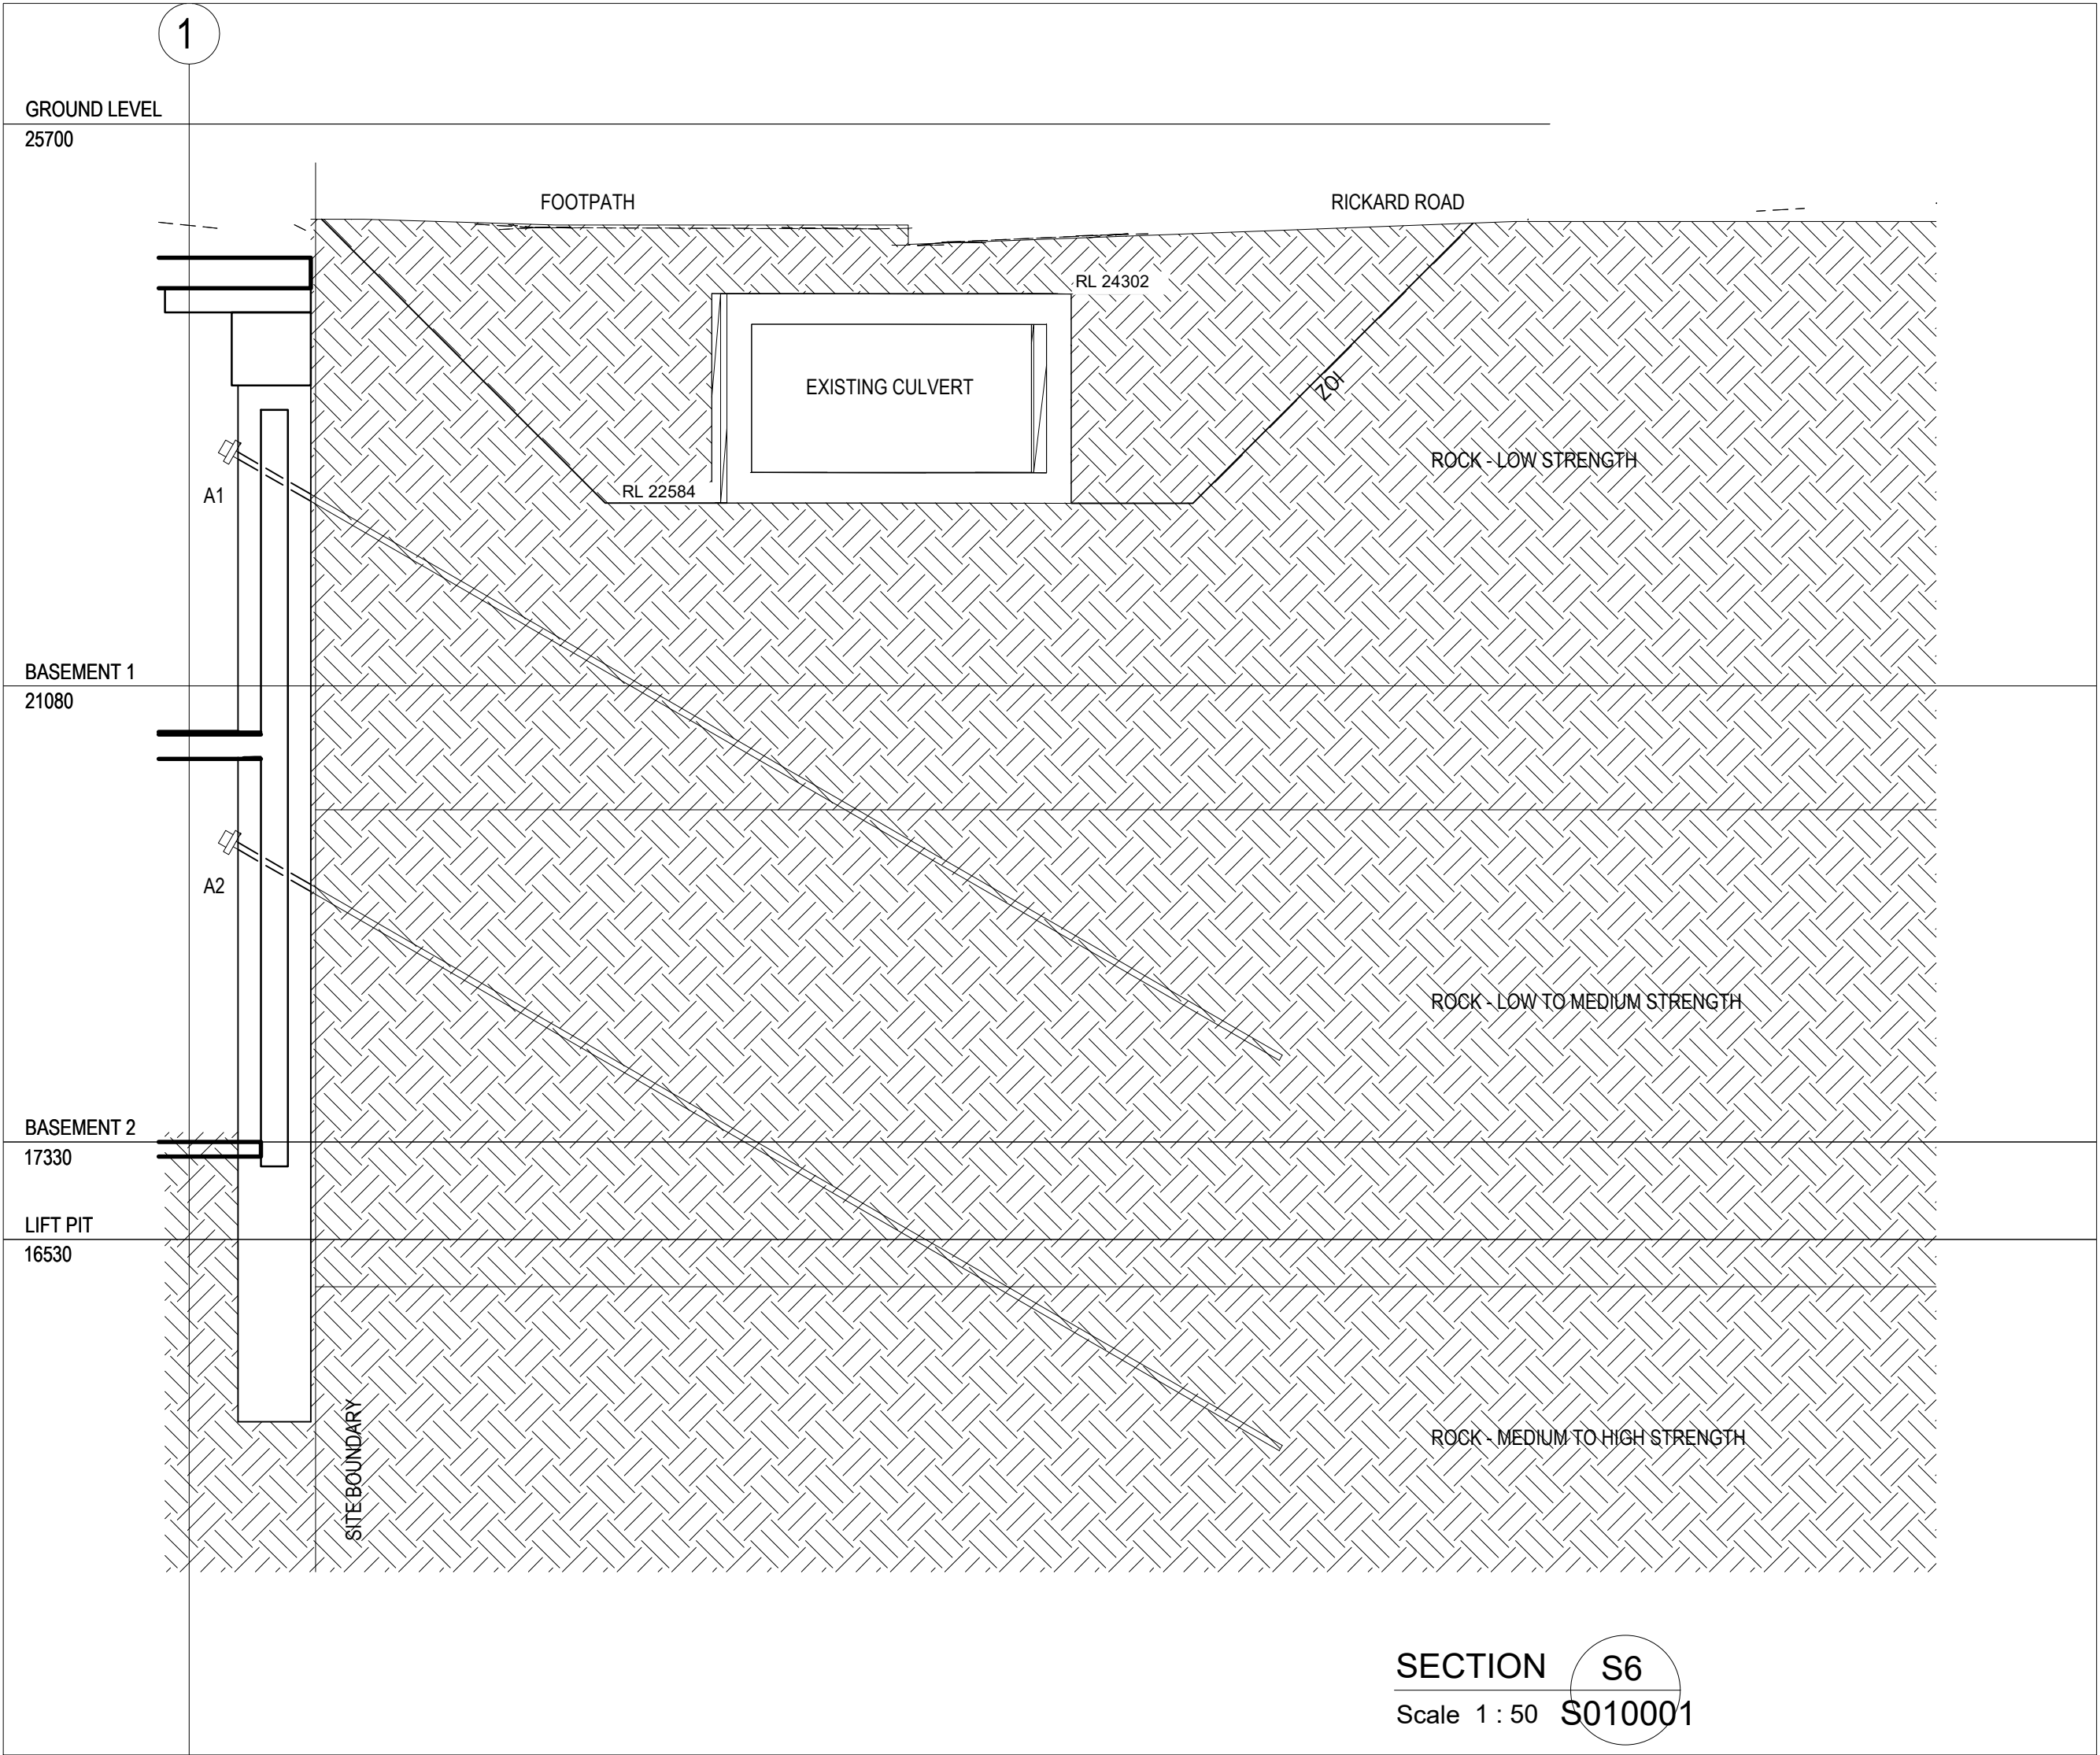 1
GROUND LEVEL
25700
FOOTPATH
RICKARD ROAD
RL 24302
EXISTING CULVERT
ZOI
ROCK - LOW STRENGTH
RL 22584
A1
BASEMENT 1
21080
A2
ROCK - LOW TO MEDIUM STRENGTH
BASEMENT 2
17330
LIFT PIT
16530
SITE BOUNDARY
ROCK - MEDIUM TO HIGH STRENGTH
SECTION S6
Scale 1 : 50 S010001